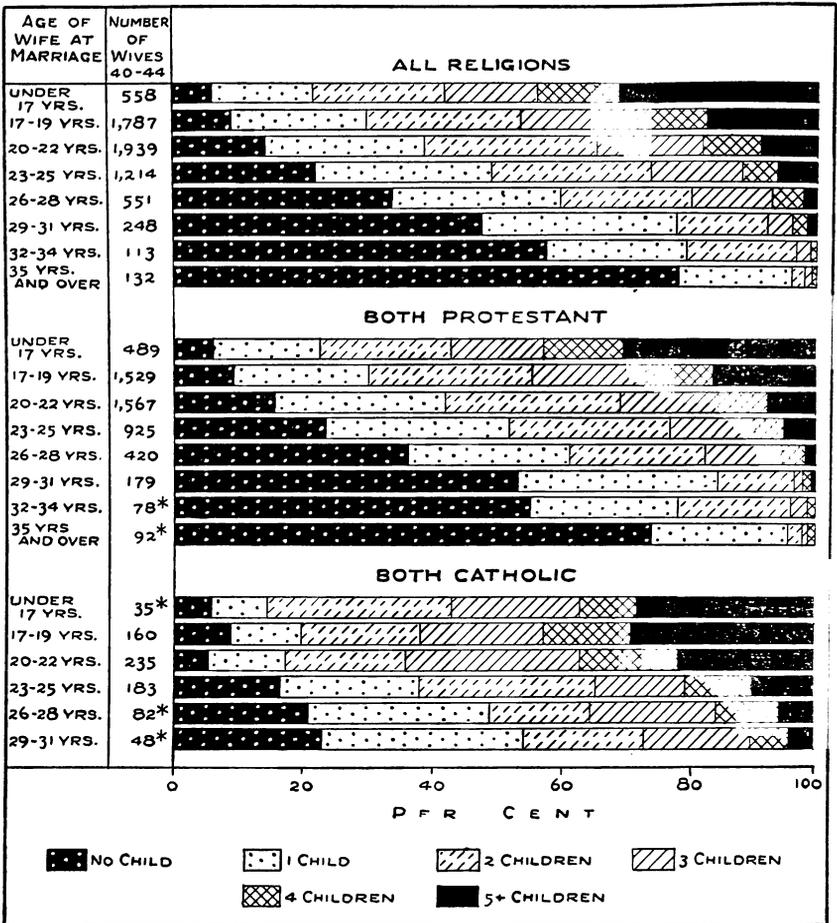 AGE OF WIFE AT MARRIAGE NUMBER OF WIVES 40-44
ALL RELIGIONS
UNDER 17 YRS. 558
17-19 YRS. 1,787
20-22 YRS. 1,939
23-25 YRS. 1,214
26-28 YRS. 551
29-31 YRS. 248
32-34 YRS. 113
35 YRS. AND OVER 132
BOTH PROTESTANT
UNDER 17 YRS. 489
17-19 YRS. 1,529
20-22 YRS. 1,567
23-25 YRS. 925
26-28 YRS. 420
29-31 YRS. 179
32-34 YRS. 78*
35 YRS AND OVER 92*
BOTH CATHOLIC
UNDER 17 YRS. 35*
17-19 YRS. 160
20-22 YRS. 235
23-25 YRS. 183
26-28 YRS. 82*
29-31 YRS. 48*
0 20 40 60 80 100
PER CENT
NO CHILD 1 CHILD 2 CHILDREN 3 CHILDREN
4 CHILDREN 5+ CHILDREN